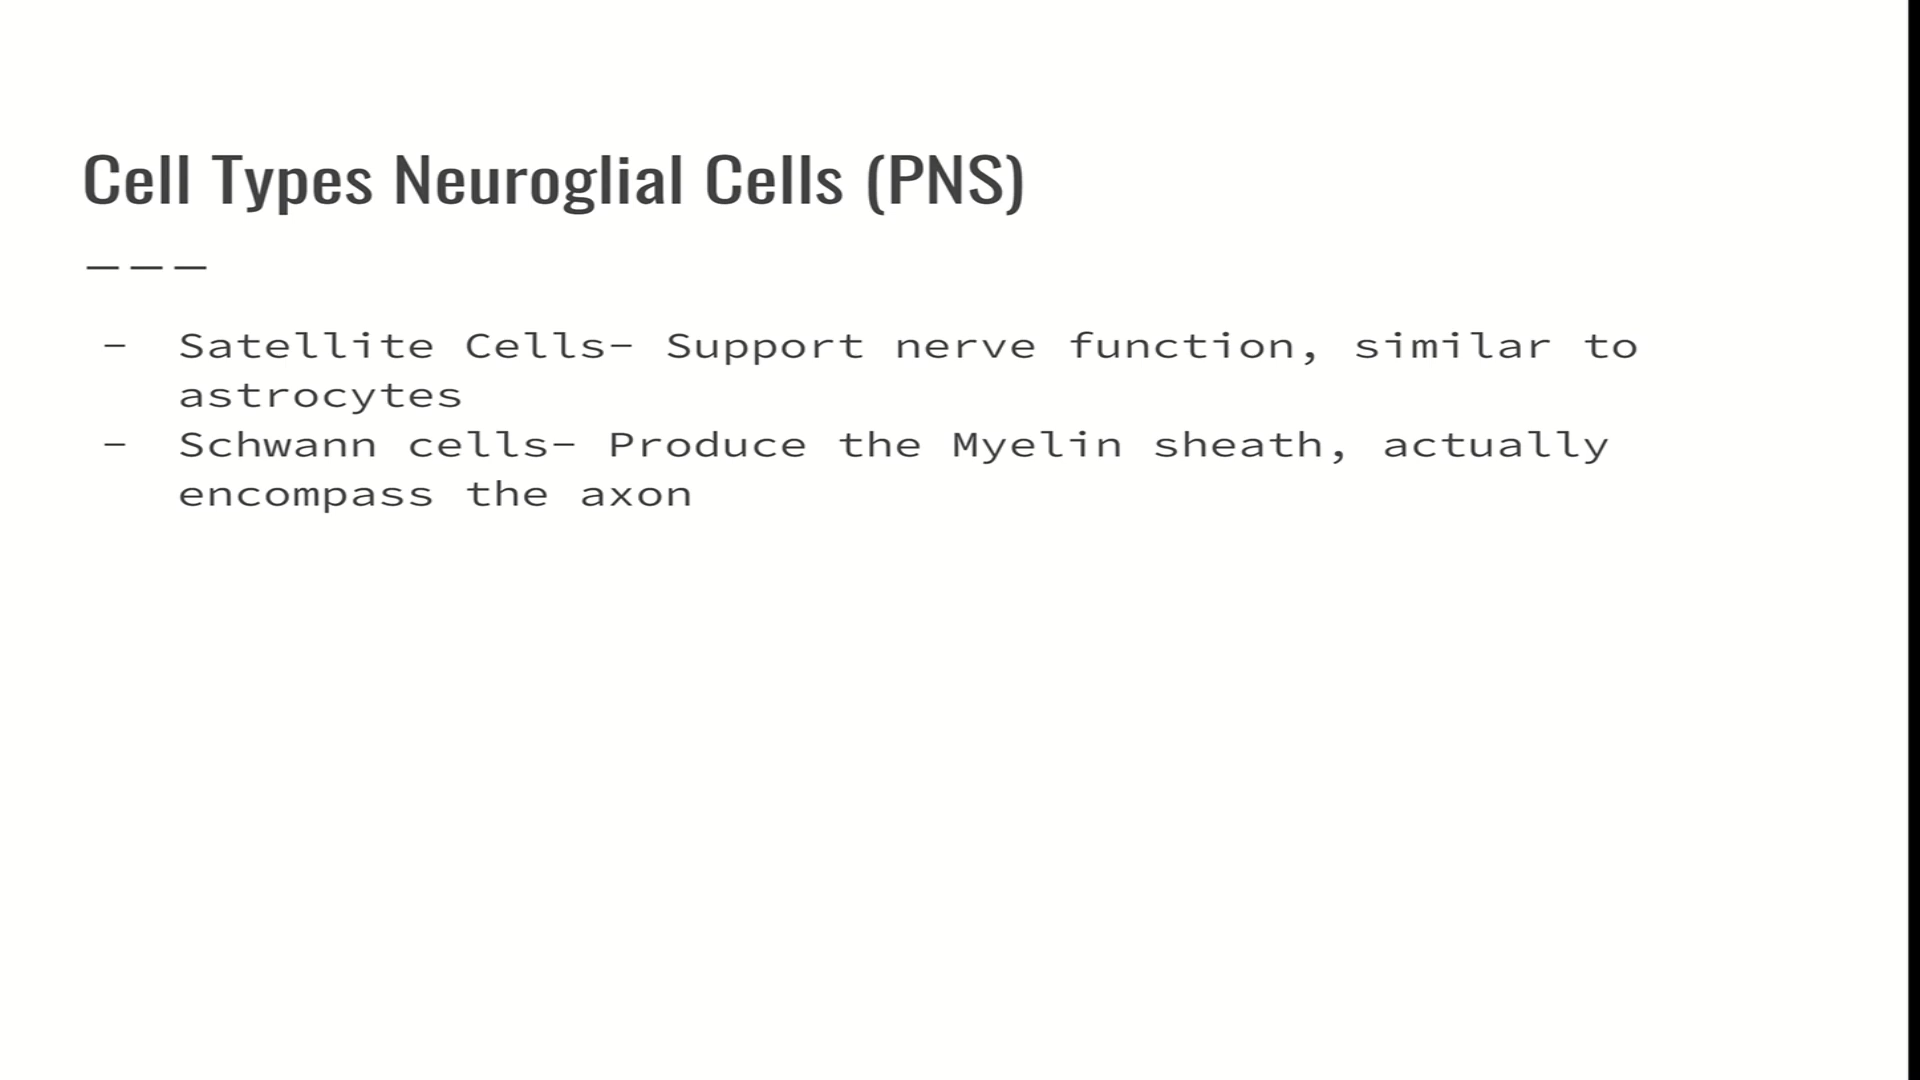 Cell Types Neuroglial Cells (PNS)
———
- Satellite Cells- Support nerve function, similar to
astrocytes
- Schwann cells- Produce the Myelin sheath, actually
encompass the axon